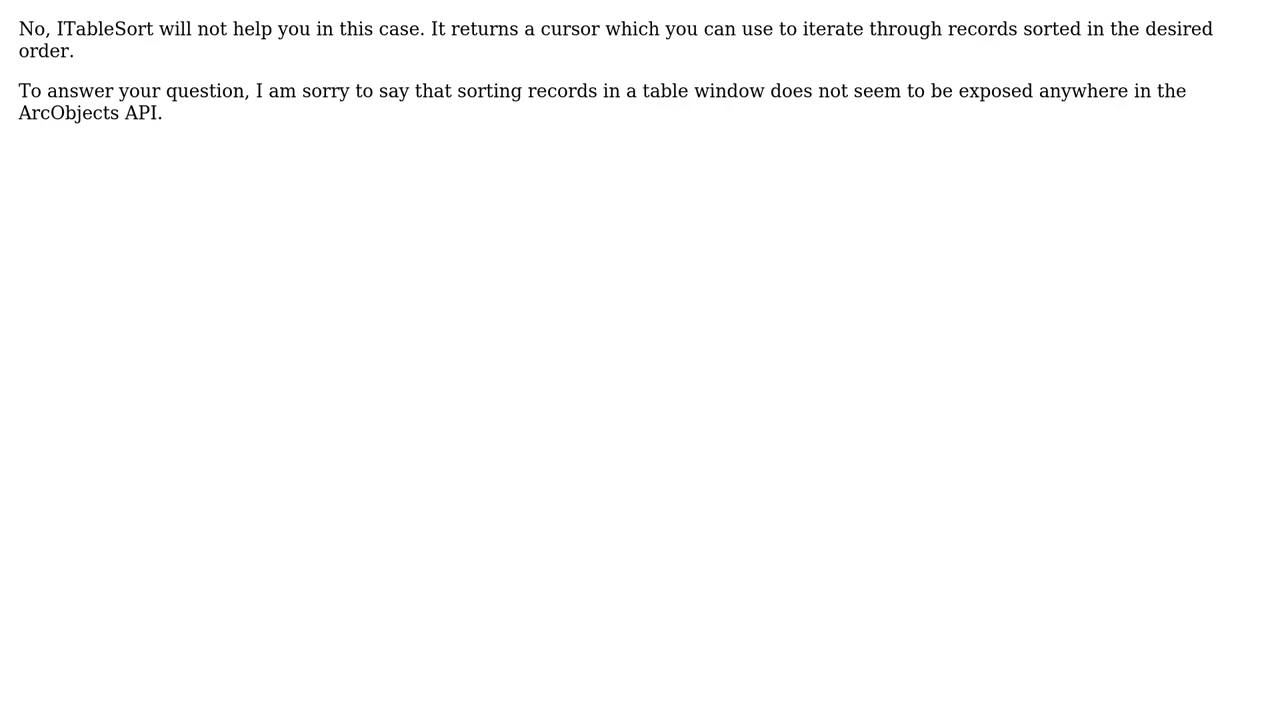 No, ITableSort will not help you in this case. It returns a cursor which you can use to iterate through records sorted in the desired
order.
To answer your question, I am sorry to say that sorting records in a table window does not seem to be exposed anywhere in the
ArcObjects API.